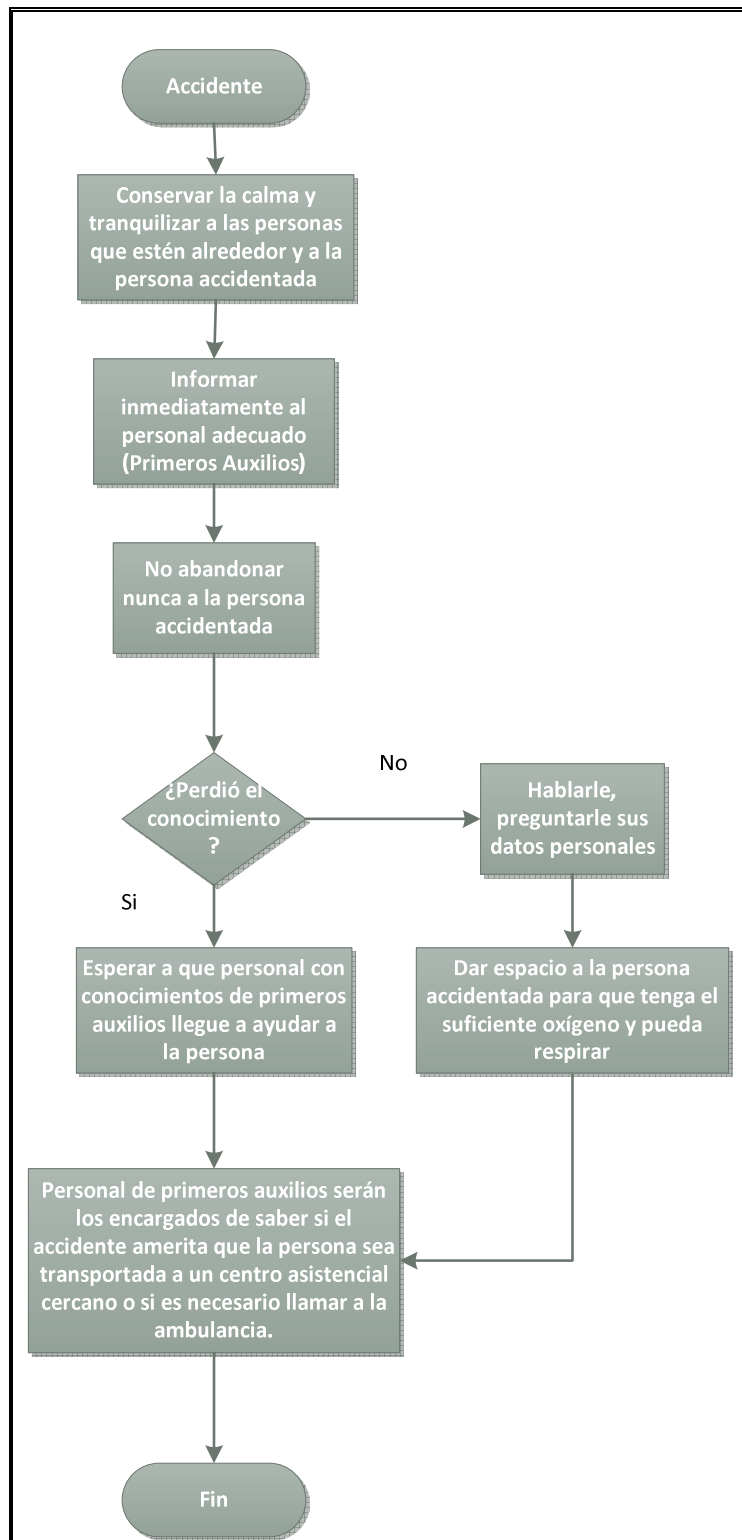 Accidente
Conservar la calma y
tranquilizar a las personas
que estén alrededor y a la
persona accidentada
Informar
inmediatamente al
personal adecuado
(Primeros Auxilios)
No abandonar
nunca a la persona
accidentada
¿Perdió el
conocimiento
?
No
Hablarle,
preguntarle sus
datos personales
Si
Esperar a que personal con
conocimientos de primeros
auxilios llegue a ayudar a
la persona
Dar espacio a la persona
accidentada para que tenga el
suficiente oxígeno y pueda
respirar
Personal de primeros auxilios serán
los encargados de saber si el
accidente amerita que la persona sea
transportada a un centro asistencial
cercano o si es necesario llamar a la
ambulancia.
Fin